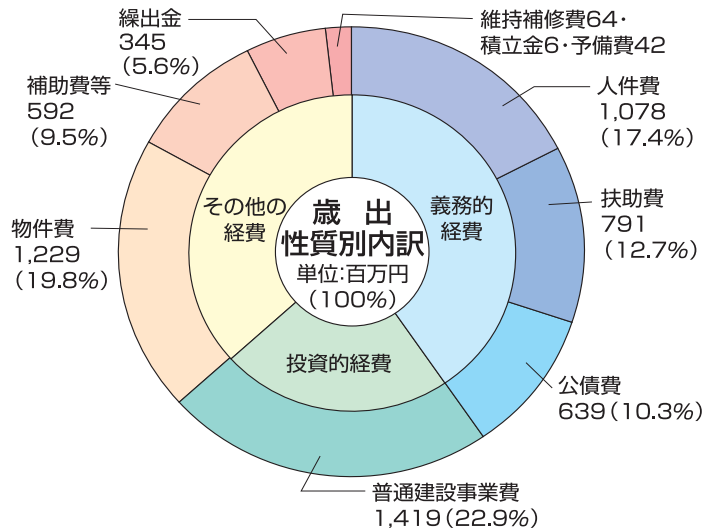 繰出金
345
(5.6%)
維持補修費64・
積立金6・予備費42
人件費
1,078
(17.4%)
補助費等
592
(9.5%)
扶助費
791
(12.7%)
物件費
1,229
(19.8%)
その他の
経費
歳 出
性質別内訳
単位:百万円
(100%)
義務的
経費
投資的経費
公債費
639(10.3%)
普通建設事業費
1,419(22.9%)